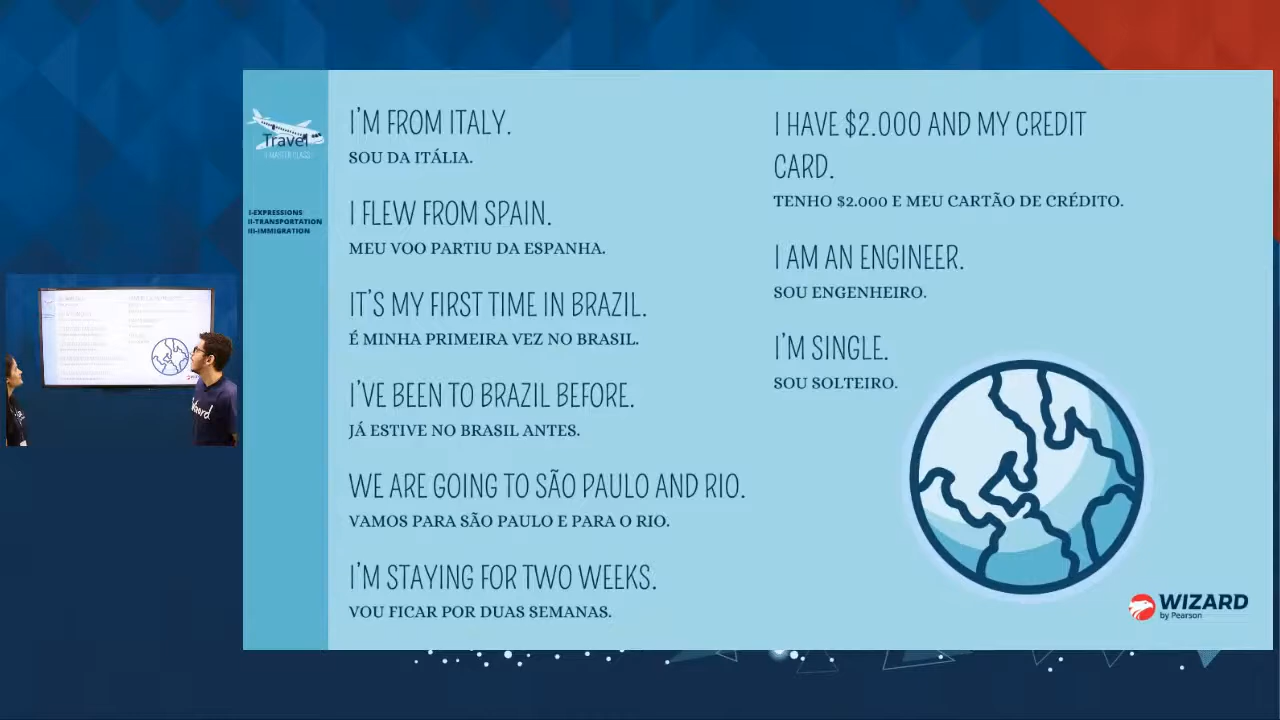 Travel
I-EXPRESSIONS
II-TRANSPORTATION
III-IMMIGRATION
I'M FROM ITALY.
SOU DA ITÁLIA.
I FLEW FROM SPAIN.
MEU VOO PARTIU DA ESPANHA.
IT'S MY FIRST TIME IN BRAZIL.
É MINHA PRIMEIRA VEZ NO BRASIL.
I'VE BEEN TO BRAZIL BEFORE.
JÁ ESTIVE NO BRASIL ANTES.
WE ARE GOING TO SÃO PAULO AND RIO.
VAMOS PARA SÃO PAULO E PARA O RIO.
I'M STAYING FOR TWO WEEKS.
VOU FICAR POR DUAS SEMANAS.
I HAVE $2.000 AND MY CREDIT
CARD.
TENHO $2.000 E MEU CARTÃO DE CRÉDITO.
I AM AN ENGINEER.
SOU ENGENHEIRO.
I'M SINGLE.
SOU SOLTEIRO.
WIZARD
by Pearson